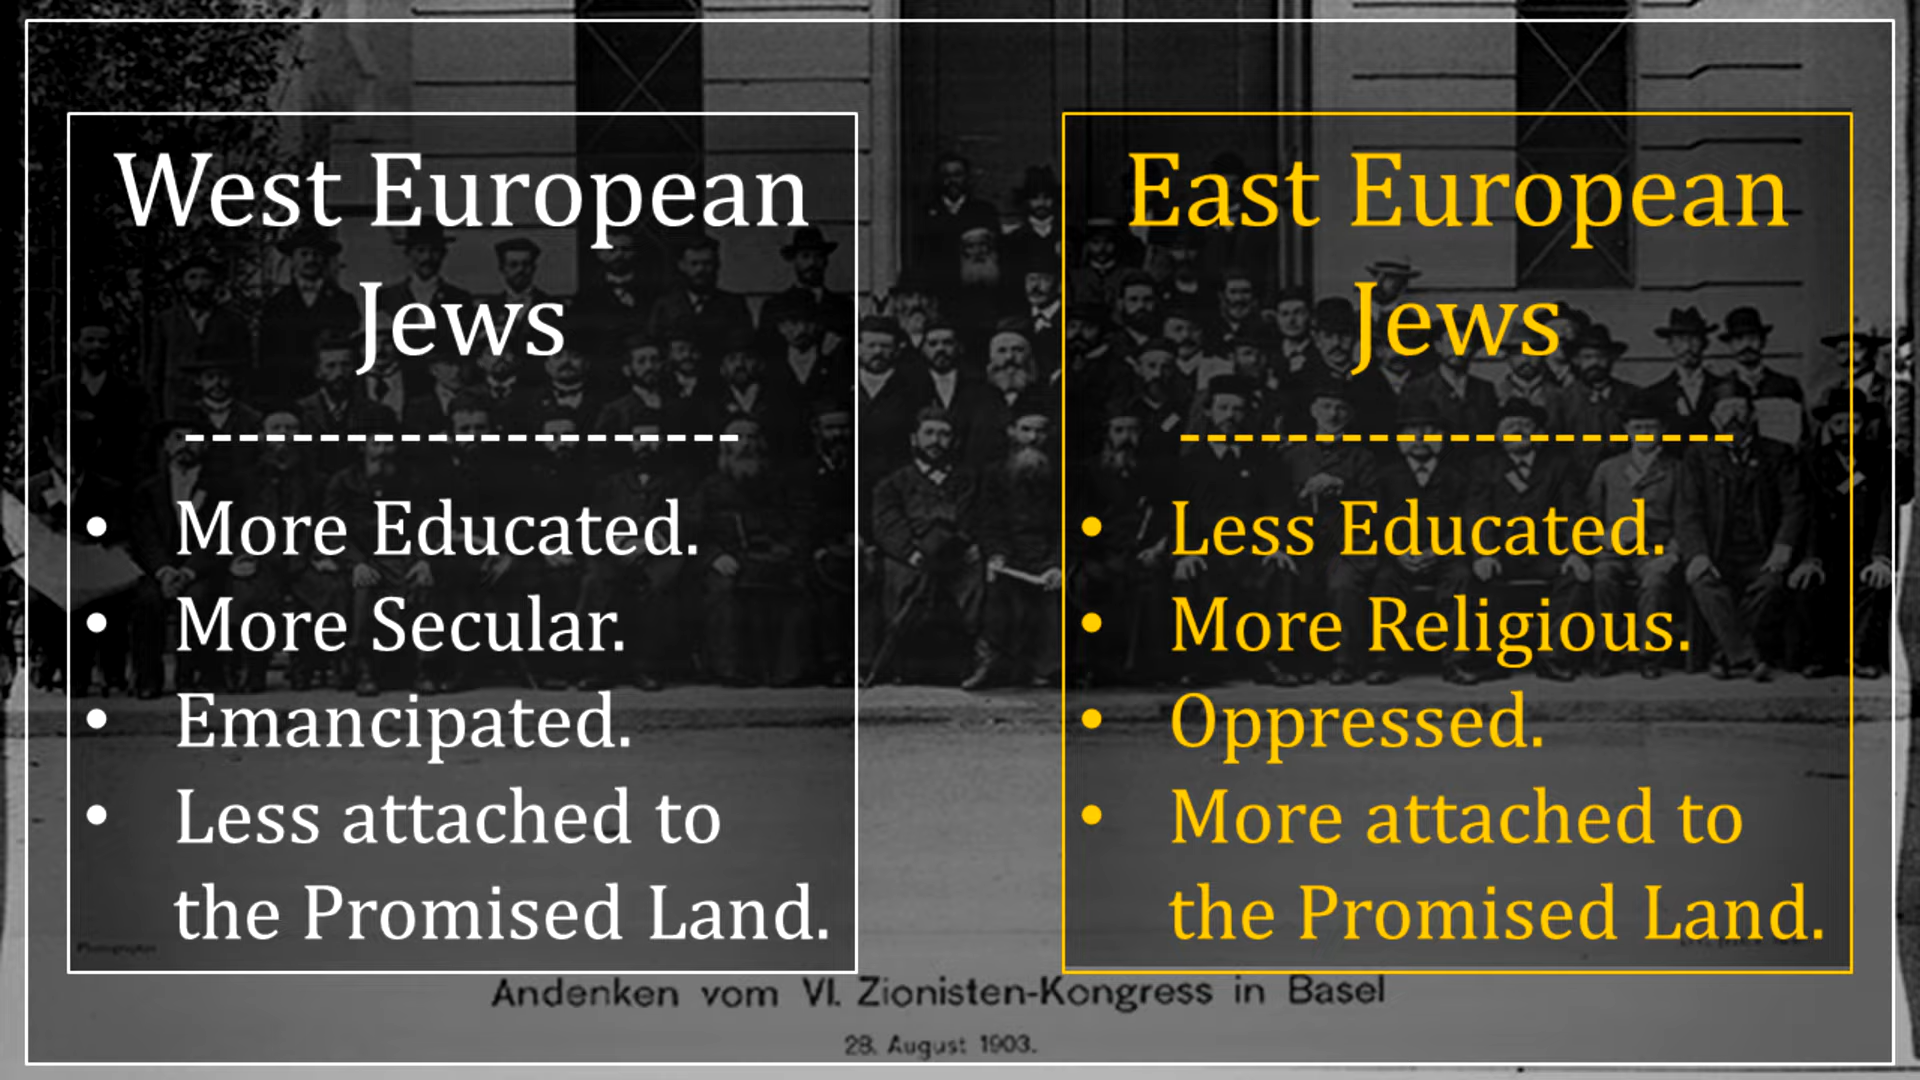 West European
Jews
---------------------
• More Educated.
• More Secular.
• Emancipated.
• Less attached to
the Promised Land.
East European
Jews
---------------------
• Less Educated.
• More Religious.
• Oppressed.
• More attached to
the Promised Land.
Andenken vom VI. Zionisten-Kongress in Basel
28. August 1903.